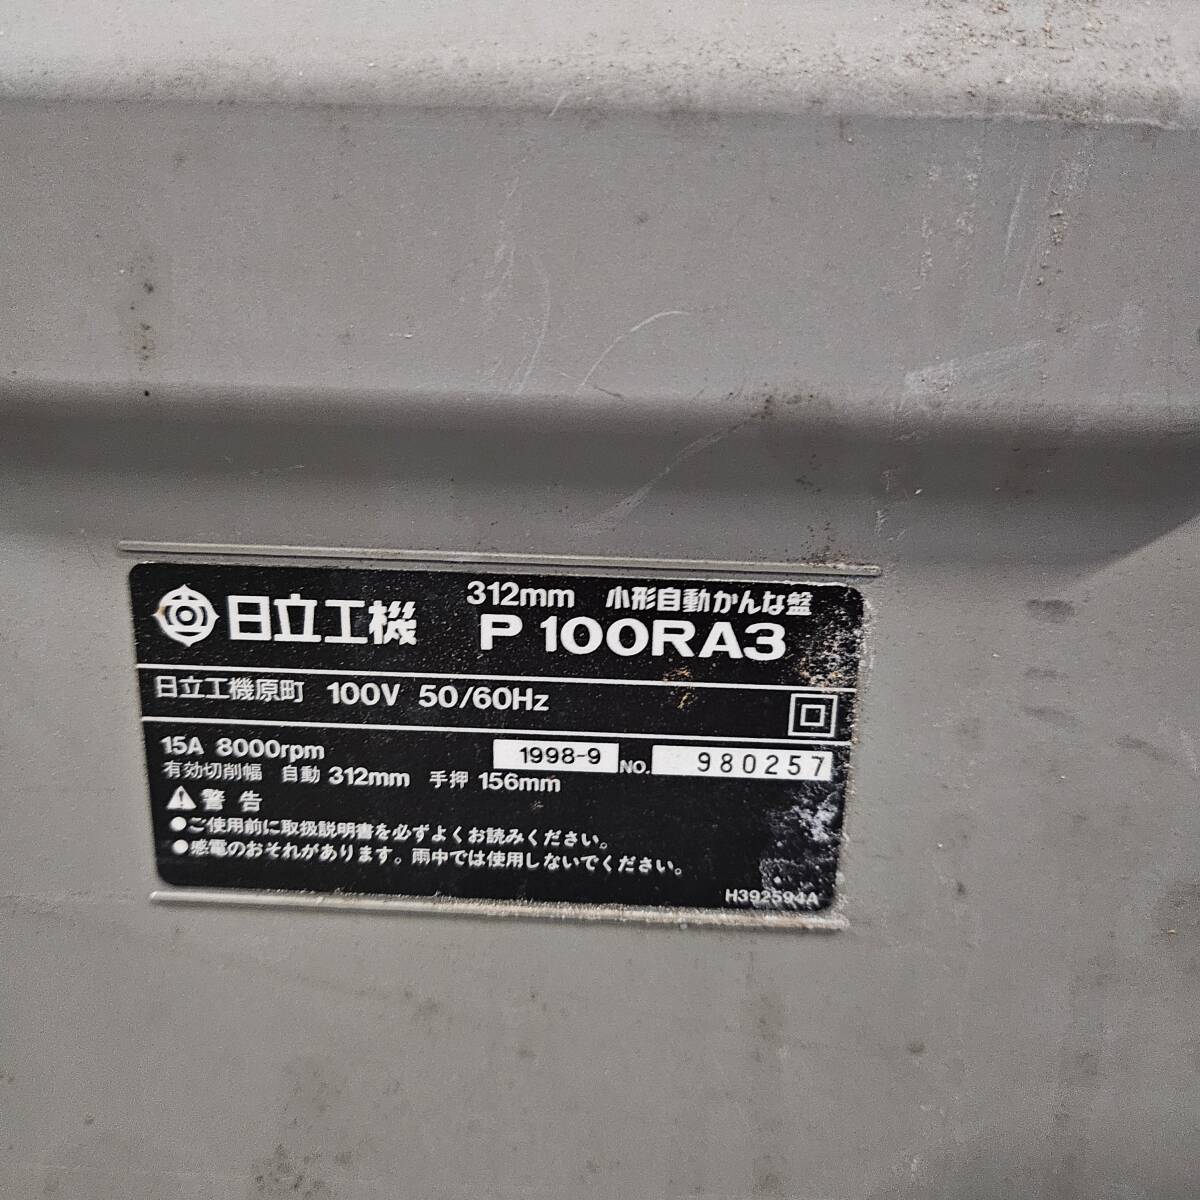 312mm 小形自動かんな盤
日立工機 P 100RA3
日立工機原町 100V 50/60Hz
15A 8000rpm 1998-9 NO. 980257
有効切削幅 自動 312mm 手押 156mm
警告
●ご使用前に取扱説明書を必ずよくお読みください。
●感電のおそれがあります。雨中では使用しないでください。
H392594A